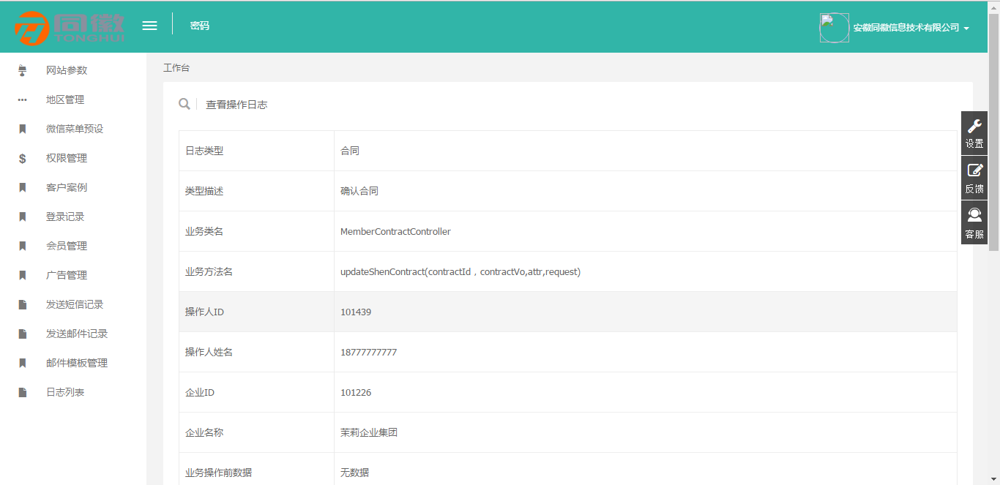 同徽
TONGHUI
密码
安徽同徽信息技术有限公司
网站参数
地区管理
微信菜单预设
权限管理
客户案例
登录记录
会员管理
广告管理
发送短信记录
发送邮件记录
邮件模板管理
日志列表
工作台
查看操作日志
日志类型 合同
类型描述 确认合同
业务类名 MemberContractController
业务方法名 updateShenContract(contractId，contractVo,attr,request)
操作人ID 101439
操作人姓名 18777777777
企业ID 101226
企业名称 茉莉企业集团
业务操作前数据 无数据
设置
反馈
客服